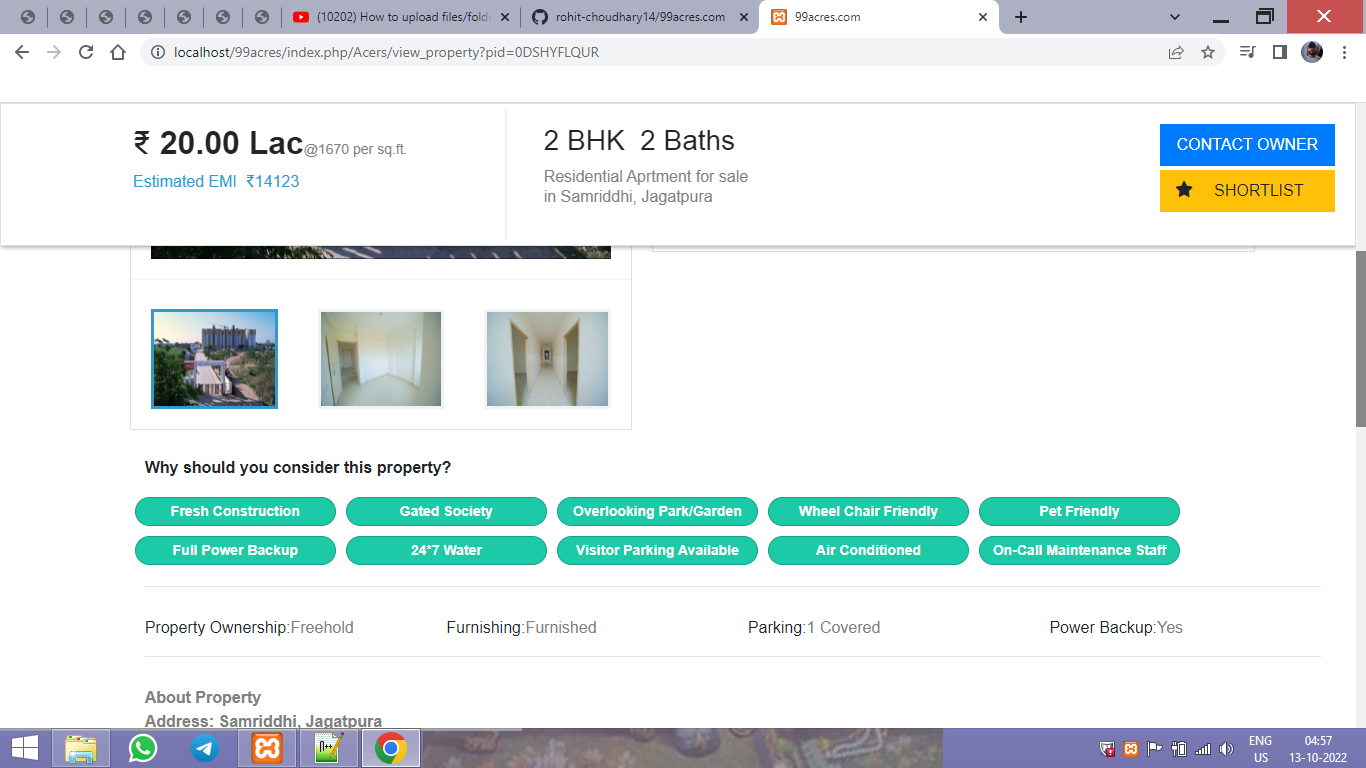 (10202) How to upload files/folde
rohit-choudhary14/99acres.com
99acres.com
localhost/99acres/index.php/Acers/view_property?pid=0DSHYFLQUR
₹ 20.00 Lac@1670 per sq.ft.
Estimated EMI ₹14123
2 BHK 2 Baths
Residential Aprtment for sale
in Samriddhi, Jagatpura
CONTACT OWNER
SHORTLIST
Why should you consider this property?
Fresh Construction Gated Society Overlooking Park/Garden Wheel Chair Friendly Pet Friendly
Full Power Backup 24*7 Water Visitor Parking Available Air Conditioned On-Call Maintenance Staff
Property Ownership:Freehold Furnishing:Furnished Parking:1 Covered Power Backup:Yes
About Property
Address: Samriddhi, Jagatpura
ENG 04:57
US 13-10-2022